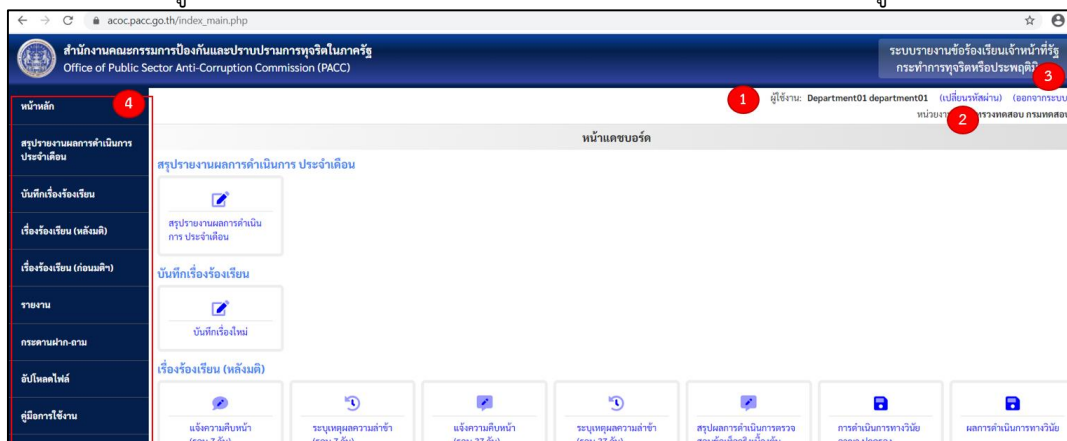 acoc.pacc.go.th/index_main.php
สำนักงานคณะกรรมการป้องกันและปราบปรามการทุจริตในภาครัฐ
Office of Public Sector Anti-Corruption Commission (PACC)
ระบบรายงานข้อร้องเรียนเจ้าหน้าที่รัฐ
กระทำการทุจริตหรือประพฤติ
3
4
1
ผู้ใช้งาน: Department01 department01 (เปลี่ยนรหัสผ่าน) (ออกจากระบบ
2
กรมทดสอบ
หน้าแดชบอร์ด
หน้าหลัก
สรุปรายงานผลการดำเนินการ
ประจำเดือน
บันทึกเรื่องร้องเรียน
เรื่องร้องเรียน (หลังมติ)
เรื่องร้องเรียน (ก่อนมติฯ)
รายงาน
กระดานฝาก-ถาม
อัปโหลดไฟล์
คู่มือการใช้งาน
สรุปรายงานผลการดำเนินการ ประจำเดือน
สรุปรายงานผลการดำเนิน
การ ประจำเดือน
บันทึกเรื่องร้องเรียน
บันทึกเรื่องใหม่
เรื่องร้องเรียน (หลังมติ)
แจ้งความคืบหน้า
ระบุเหตุผลความล่าช้า
แจ้งความคืบหน้า
ระบุเหตุผลความล่าช้า
สรุปผลการดำเนินการตรวจ
การดำเนินการทางวินัย
ผลการดำเนินการทางวินัย